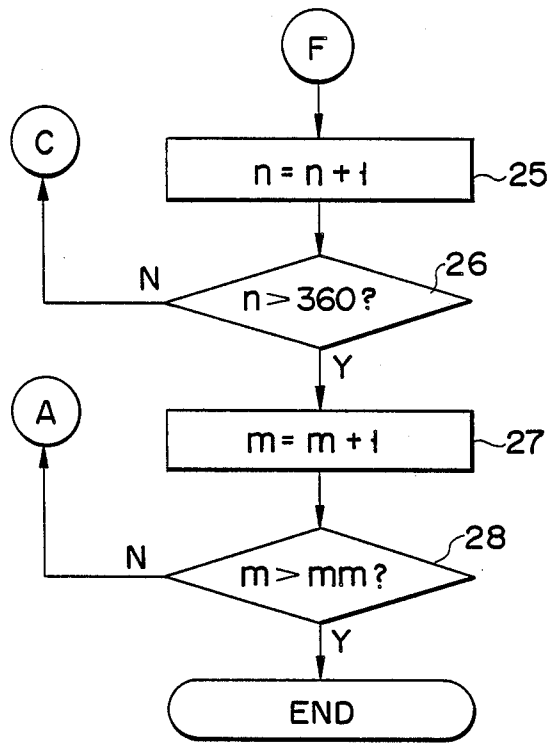 F
C
n = n + 1
25
26
N
n > 360?
Y
A
m = m + 1
27
28
N
m > mm?
Y
END